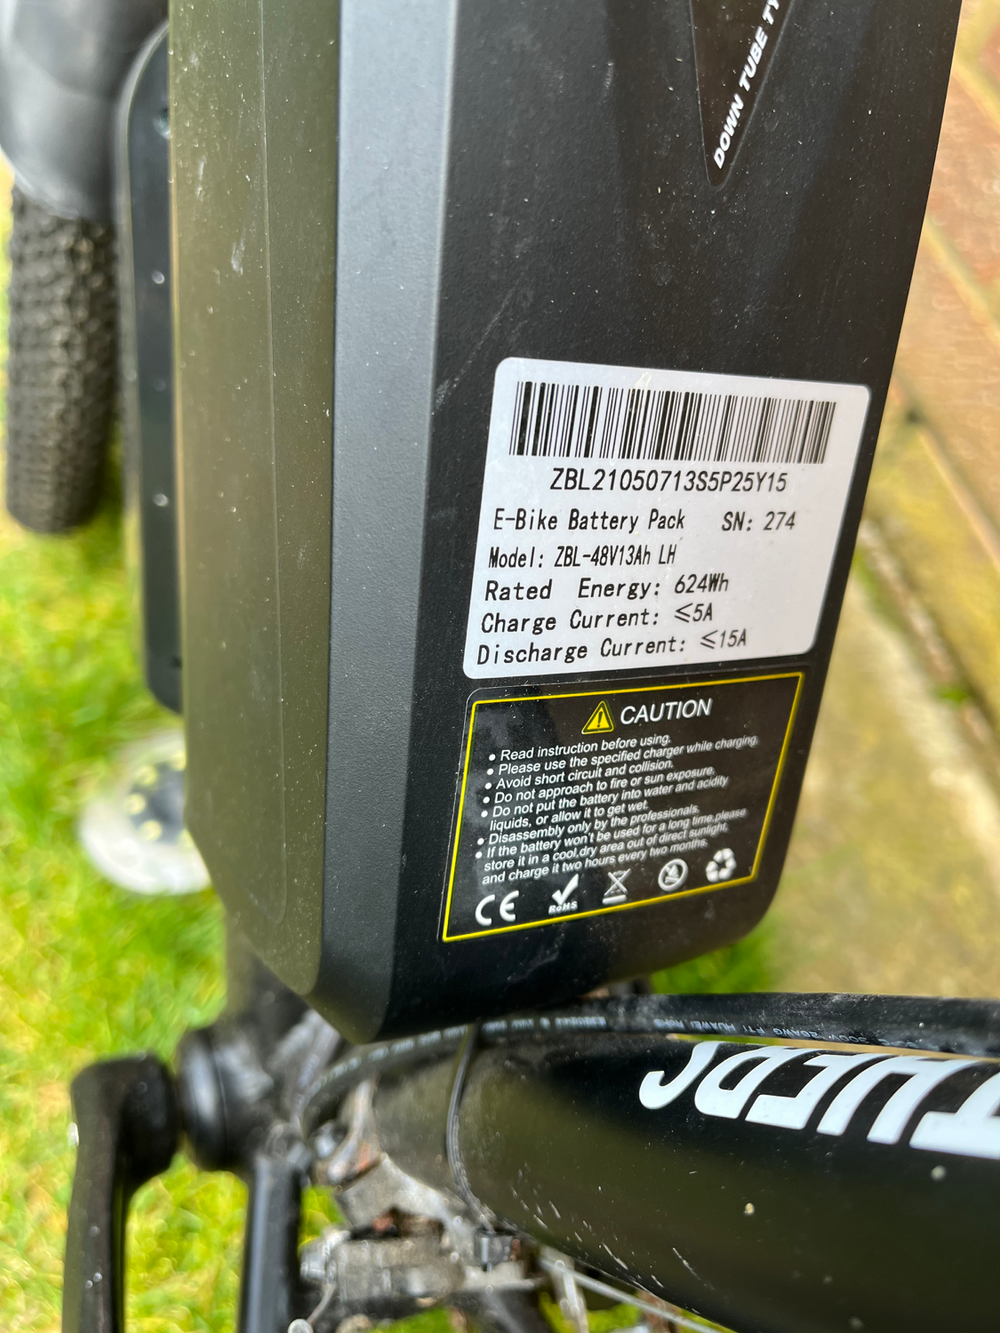 DOWN TUBE
ZBL21050713S5P25Y15
E-Bike Battery Pack SN: 274
Model: ZBL-48V13Ah LH
Rated Energy: 624Wh
Charge Current: ≤5A
Discharge Current: ≤15A
CAUTION
• Read instruction before using.
• Please use the specified charger while charging.
• Avoid short circuit and collision.
• Do not approach to fire or sun exposure.
• Do not put the battery into water and acidity
liquids, or allow it to get wet.
• Disassembly only by the professionals.
• If the battery won't be used for a long time,please
store it in a cool,dry area out of direct sunlight,
and charge it two hours every two months.
CE
RoHS